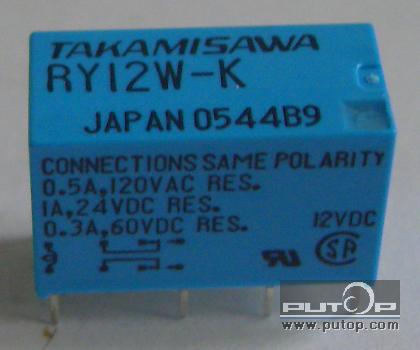 TAKAMISAWA
RY12W-K
JAPAN 0544B9
CONNECTIONS SAME POLARITY
0.5A,120VAC RES.
1A,24VDC RES.
0.3A,60VDC RES.
12VDC
PUTOP
www.putop.com